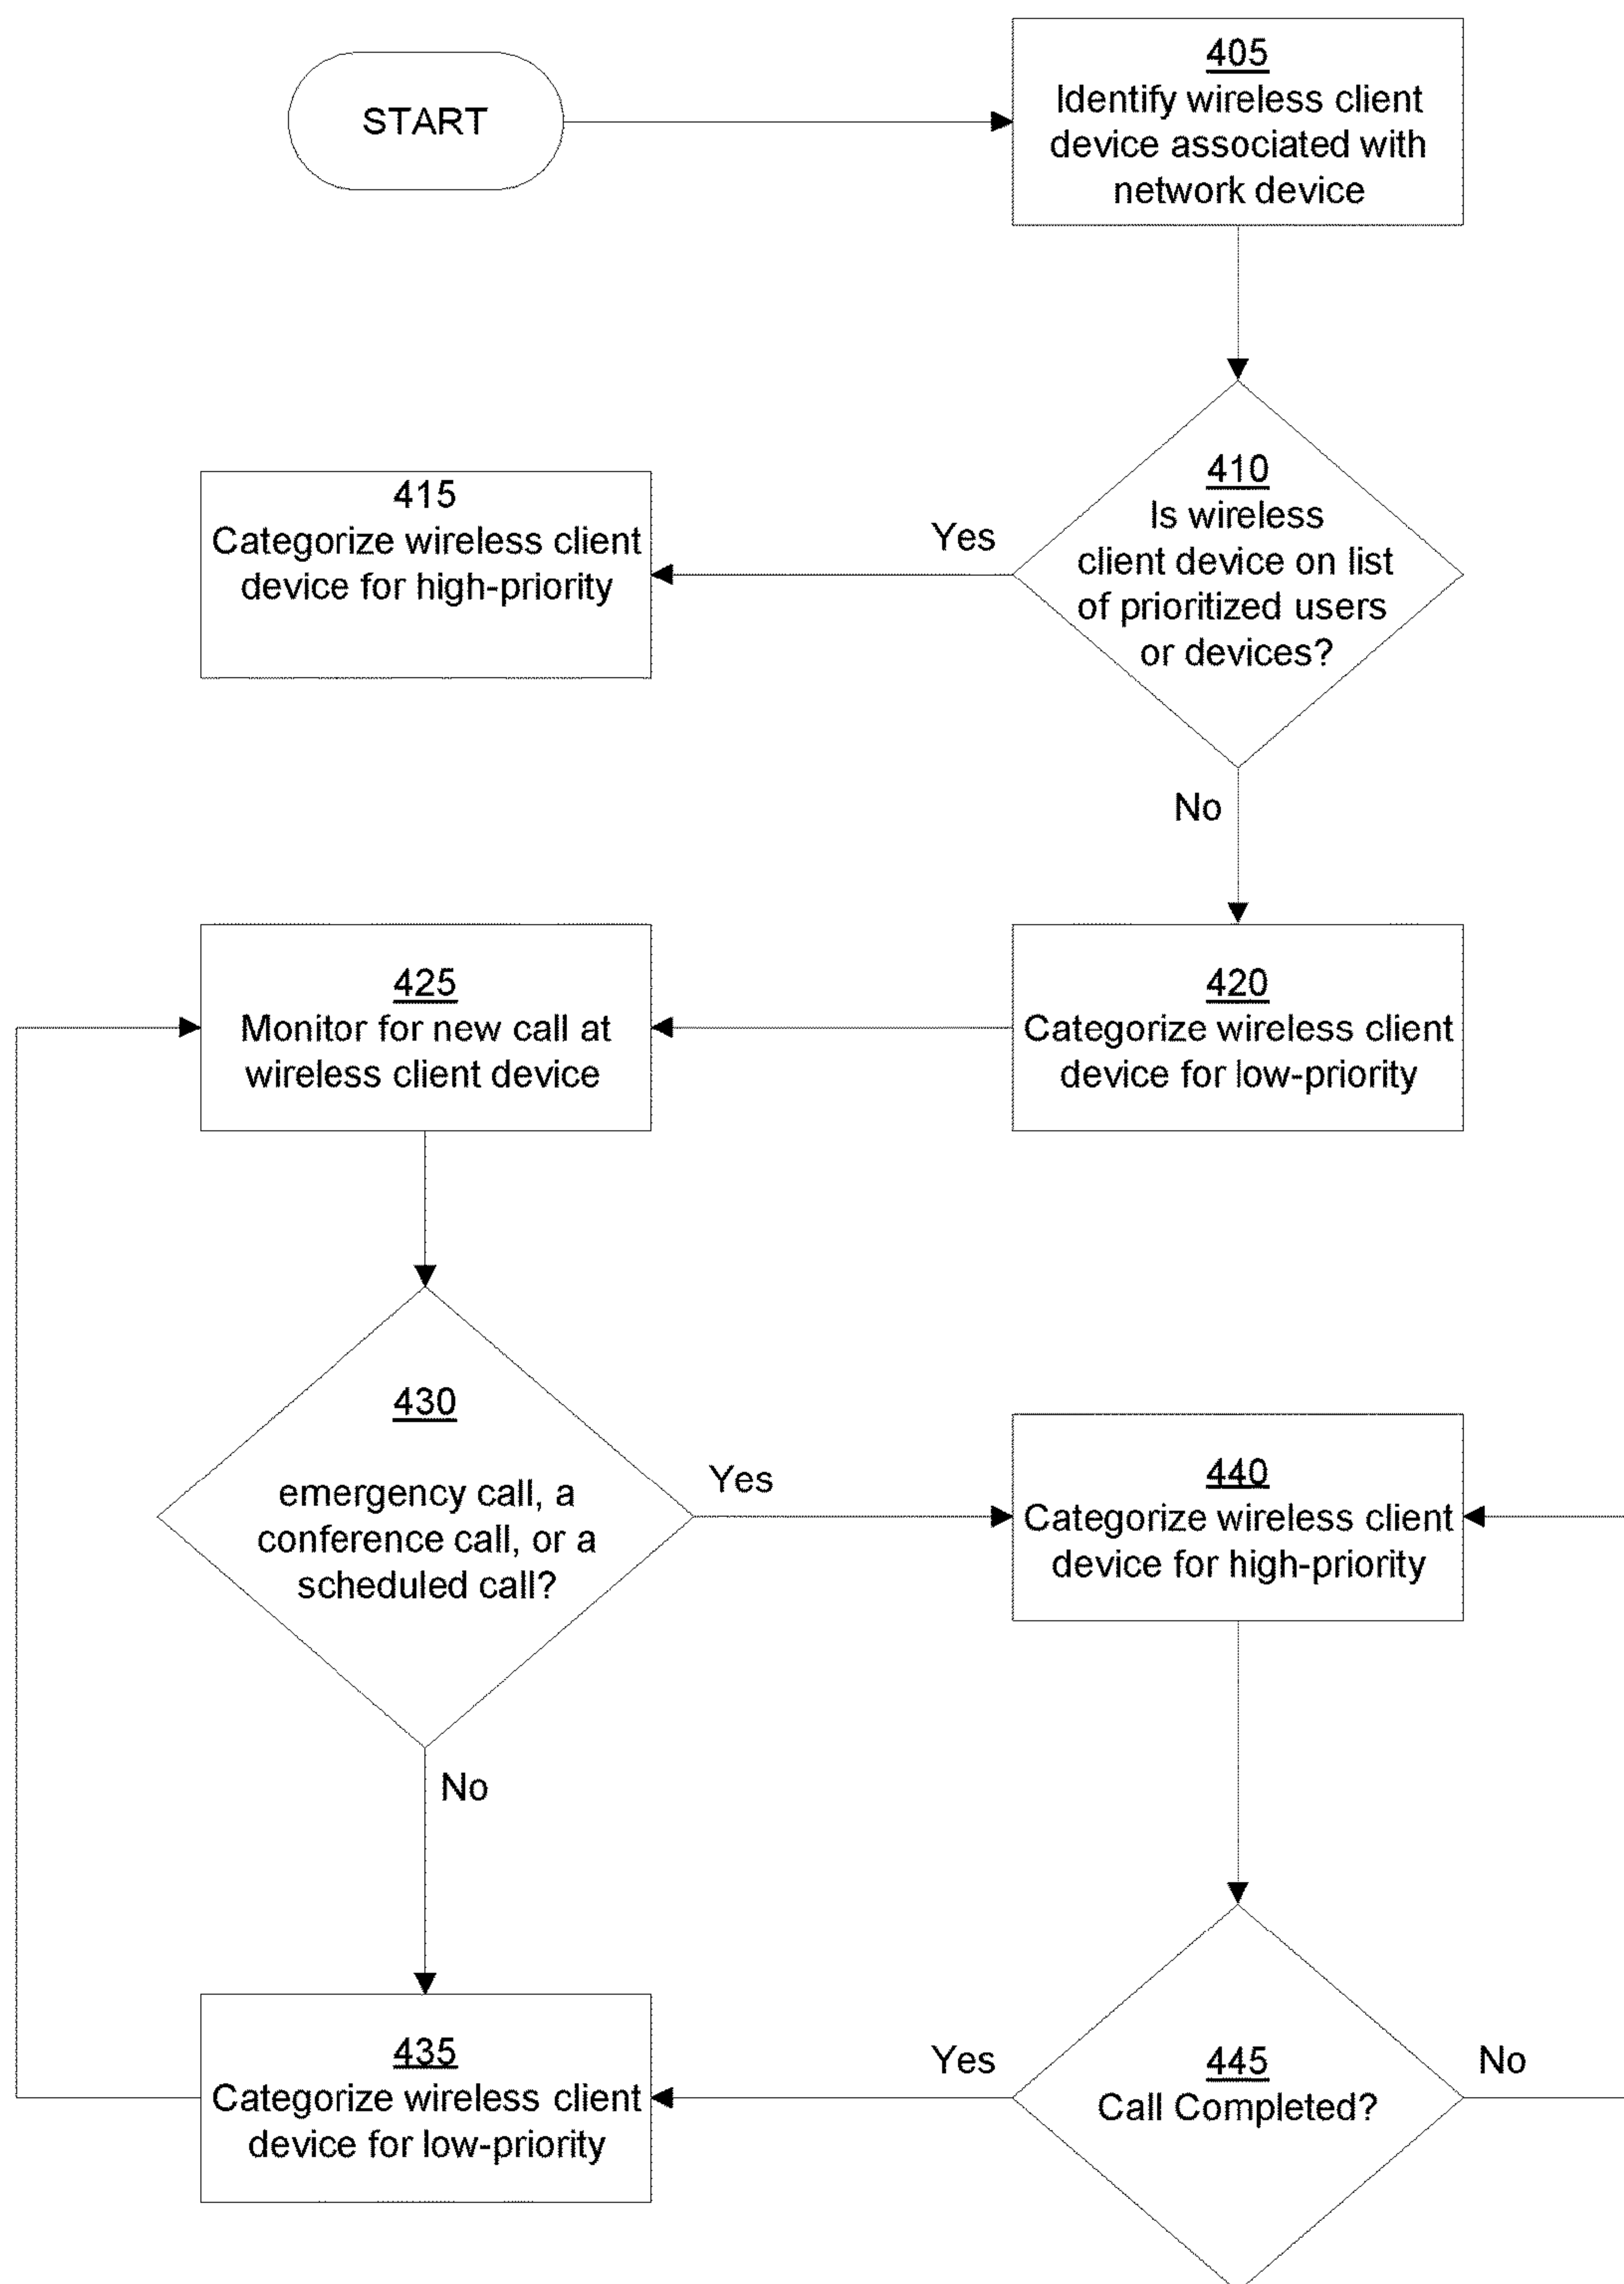 START
405
Identify wireless client
device associated with
network device
410
Is wireless
client device on list
of prioritized users
or devices?
Yes
415
Categorize wireless client
device for high-priority
No
425
Monitor for new call at
wireless client device
420
Categorize wireless client
device for low-priority
430
emergency call, a
conference call, or a
scheduled call?
Yes
440
Categorize wireless client
device for high-priority
No
435
Categorize wireless client
device for low-priority
Yes
445
Call Completed?
No